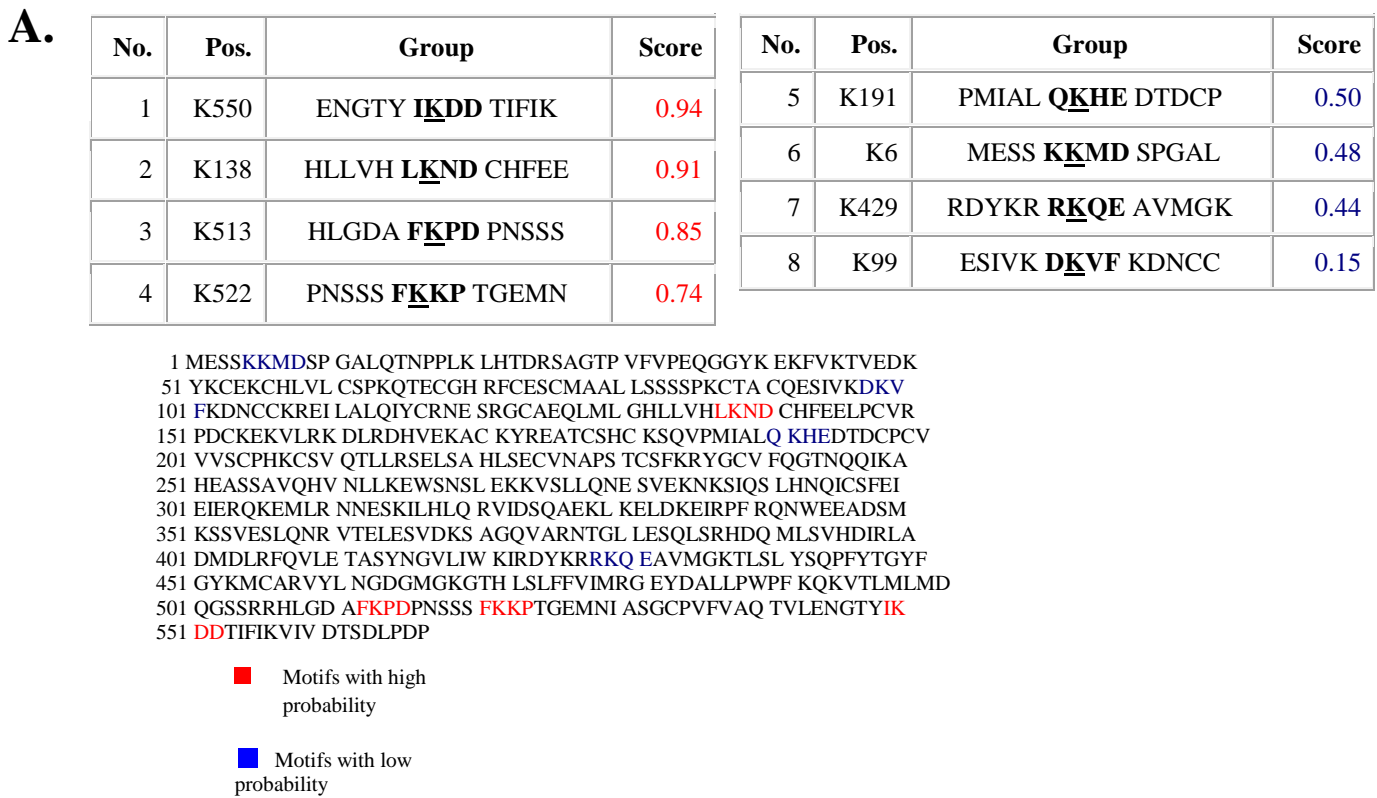 A.
No. Pos. Group Score
1 K550 ENGTY IKDD TIFIK 0.94
2 K138 HLLVH LKND CHFEE 0.91
3 K513 HLGDA FKPD PNSSS 0.85
4 K522 PNSSS FKKP TGEMN 0.74
No. Pos. Group Score
5 K191 PMIAL QKHE DTDCP 0.50
6 K6 MESS KKMD SPGAL 0.48
7 K429 RDYKR RKQE AVMGK 0.44
8 K99 ESIVK DKVF KDNCC 0.15
1 MESSKKMDSP GALQTNPPLK LHTDRSAGTP VFVPEQGGYK EKFVKTVEDK
51 YKCEKCHLVL CSPKQTECGH RFCESCMAAL LSSSSPKCTA CQESIVKDKV
101 FKDNCCKREI LALQIYCRNE SRGCAEQLML GHLLVHLKND CHFEELPCVR
151 PDCKEKVLRK DLRDHVEKAC KYREATCSHC KSQVPMIALQ KHEDTDCPCV
201 VVSCPHKCSV QTLLRSELSA HLSECVNAPS TCSFKRYGCV FQGTNQQIKA
251 HEASSAVQHV NLLKEWSNSL EKKVSLLQNE SVEKNKSIQS LHNQICSFEI
301 EIERQKEMLR NNESKILHLQ RVIDSQAEKL KELDKEIRPF RQNWEEADSM
351 KSSVESLQNR VTELESVDKS AGQVARNTGL LESQLSRHDQ MLSVHDIRLA
401 DMDLRFQVLE TASYNGVLIW KIRDYKRRKQ EAVMGKTLSL YSQPFYTGYF
451 GYKMCARVYL NGDGMGKGTH LSLFFVIMRG EYDALLPWPF KQKVTLMLMD
501 QGSSRRHLGD AFKPDPNSSS FKKPTGEMNI ASGCPVFVAQ TVLENGTYIK
551 DDTIFIKVIV DTSDLPDP
Motifs with high
probability
Motifs with low
probability